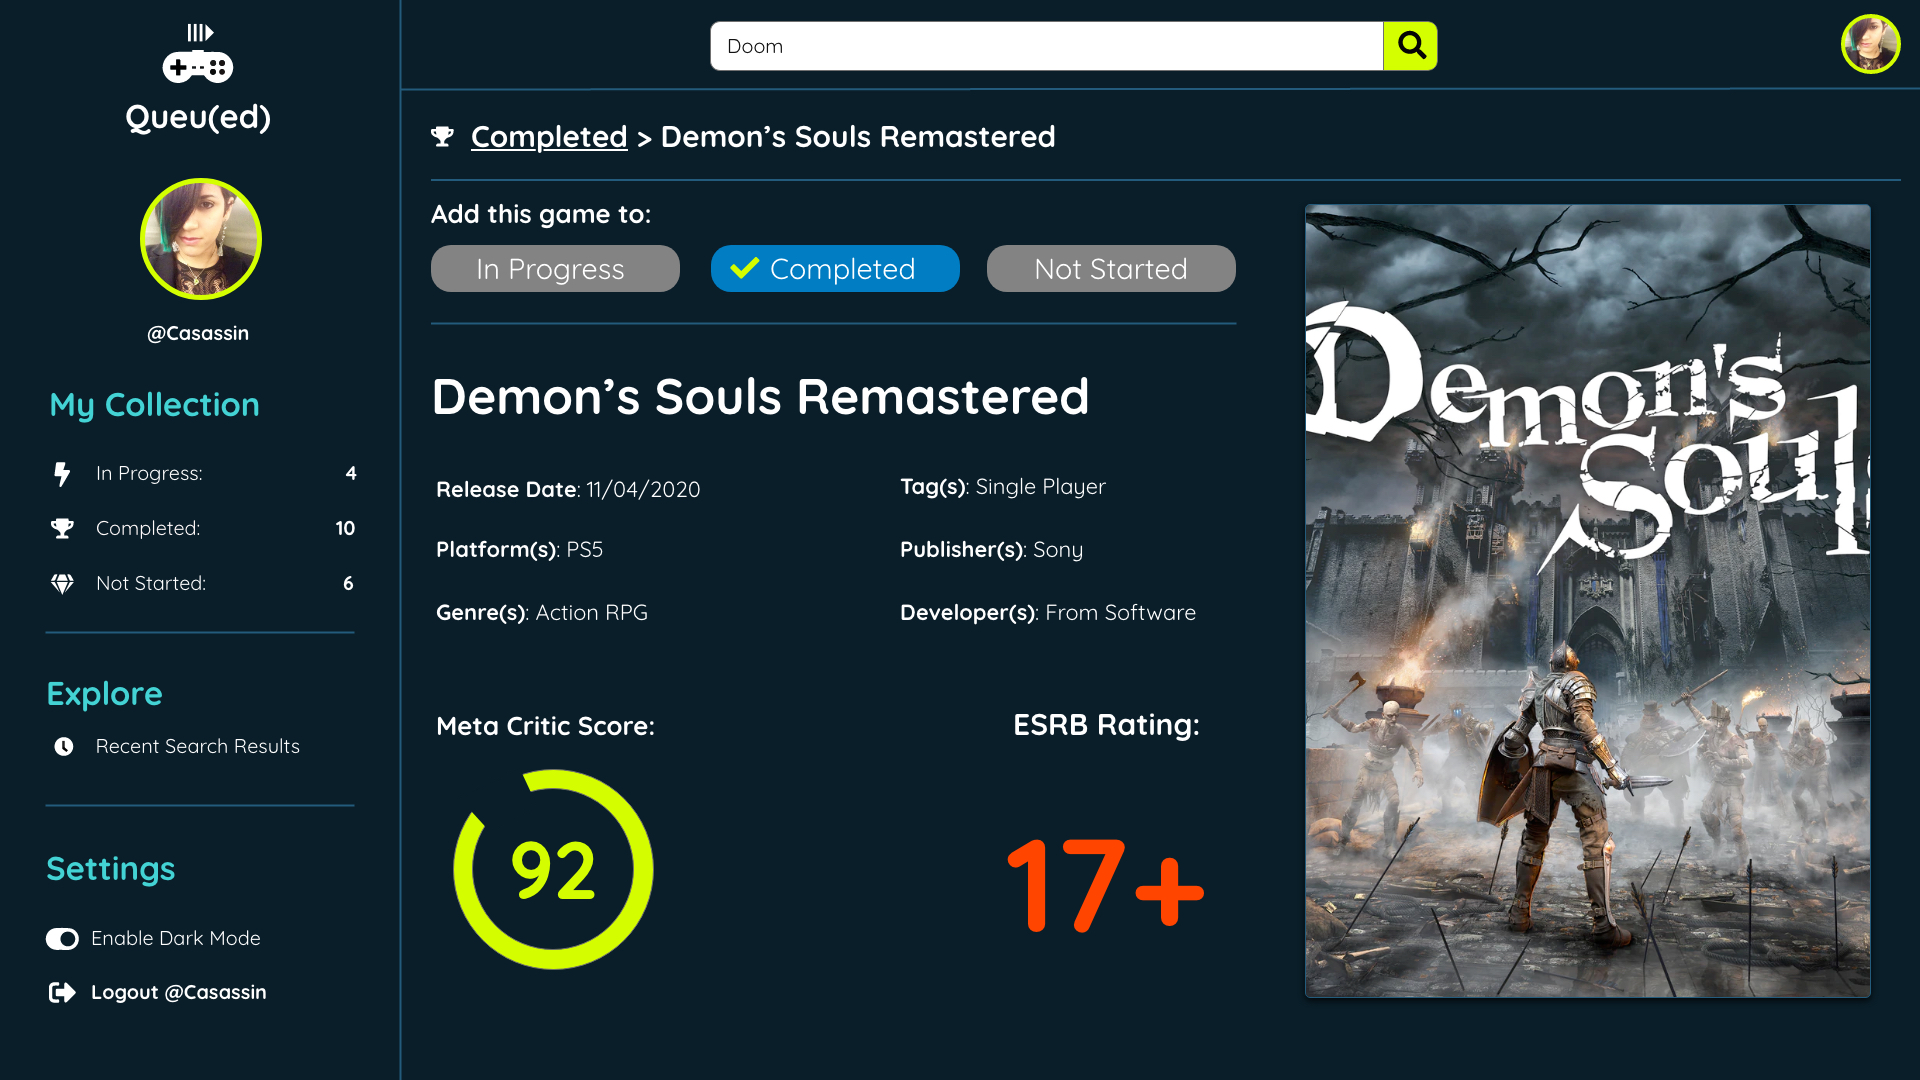 Queu(ed)
@Casassin
My Collection
In Progress: 4
Completed: 10
Not Started: 6
Explore
Recent Search Results
Settings
Enable Dark Mode
Logout @Casassin
Doom
Completed > Demon’s Souls Remastered
Add this game to:
In Progress
Completed
Not Started
Demon’s Souls Remastered
Release Date: 11/04/2020
Tag(s): Single Player
Platform(s): PS5
Publisher(s): Sony
Genre(s): Action RPG
Developer(s): From Software
Meta Critic Score:
92
ESRB Rating:
17+
Demon's
Souls